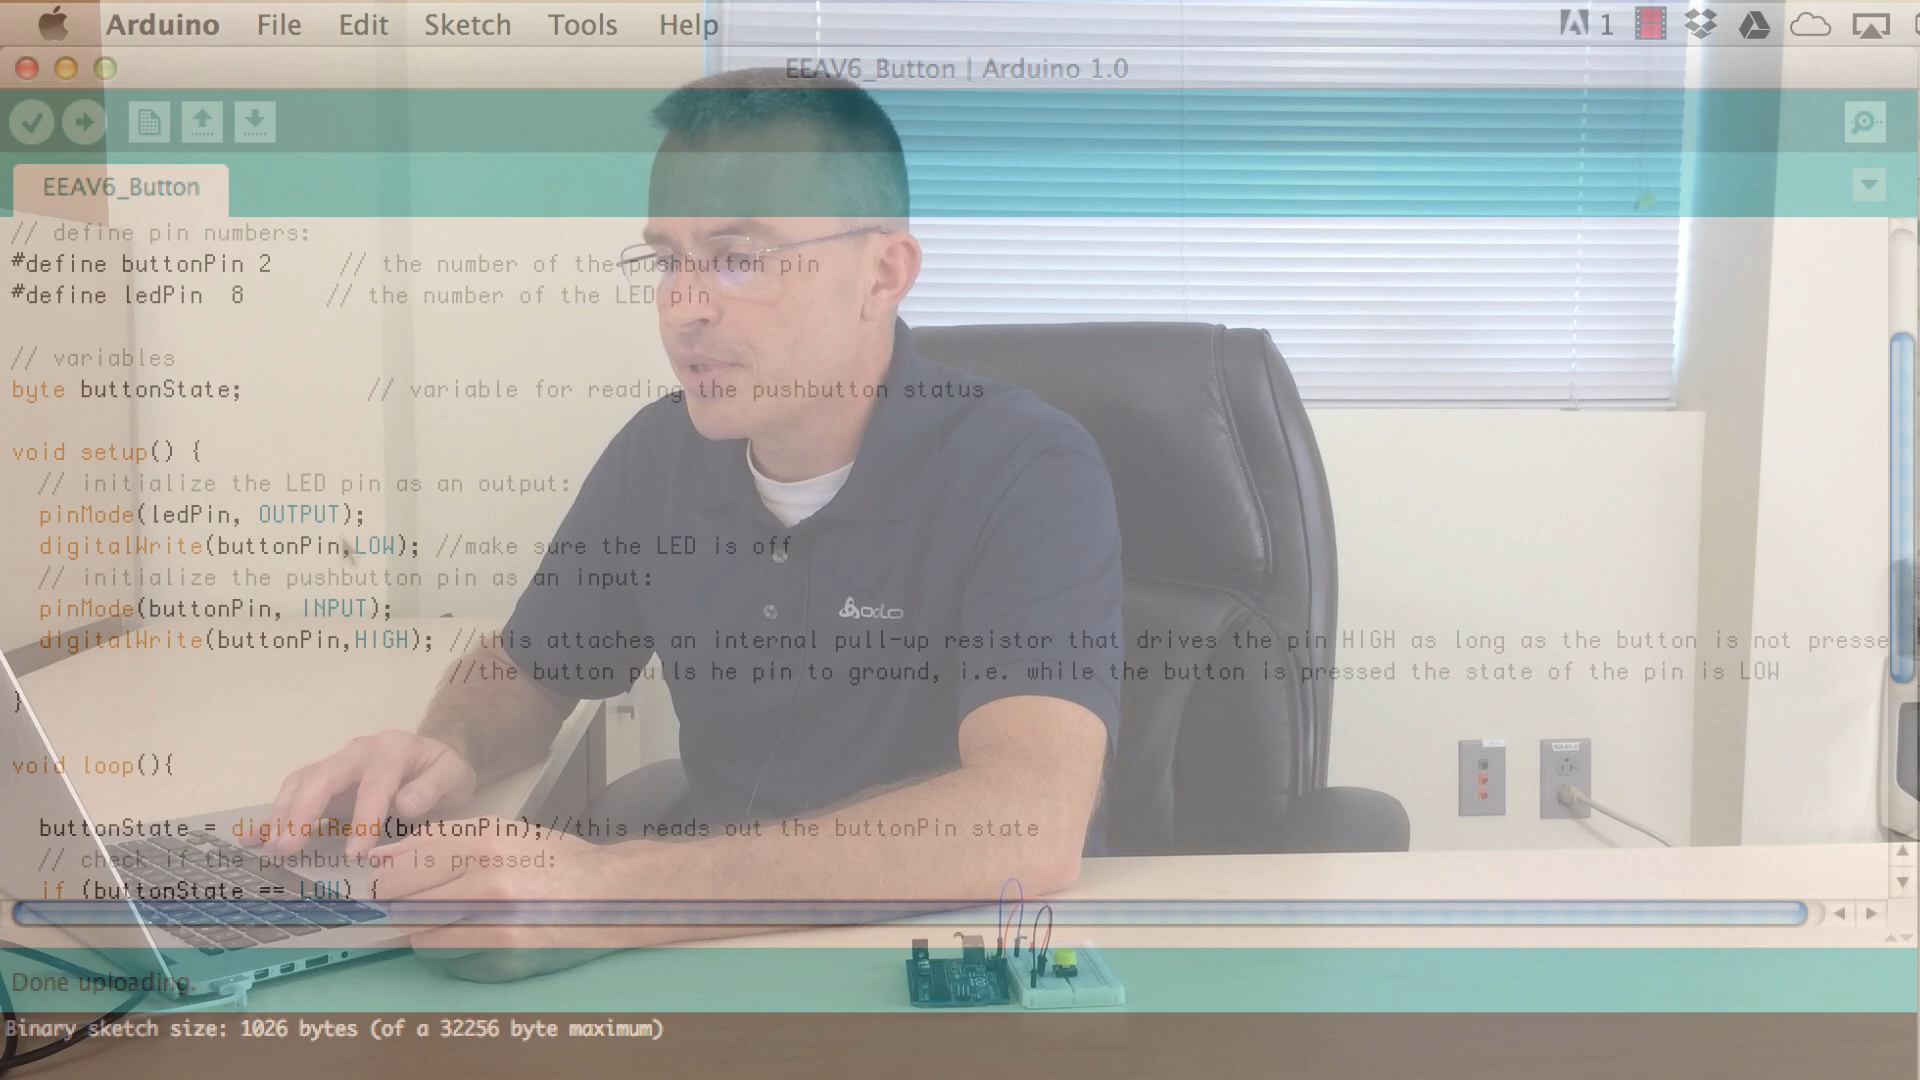 Arduino File Edit Sketch Tools Help 1
EEAV6_Button | Arduino 1.0
EEAV6_Button
// define pin numbers:
#define buttonPin 2 // the number of the pushbutton pin
#define ledPin 8 // the number of the LED pin
// variables
byte buttonState; // variable for reading the pushbutton status
void setup() {
// initialize the LED pin as an output:
pinMode(ledPin, OUTPUT);
digitalWrite(buttonPin,LOW); //make sure the LED is off
// initialize the pushbutton pin as an input:
pinMode(buttonPin, INPUT);
digitalWrite(buttonPin,HIGH); //this attaches an internal pull-up resistor that drives the pin HIGH as long as the button is not presse
//the button pulls he pin to ground, i.e. while the button is pressed the state of the pin is LOW
}
void loop(){
buttonState = digitalRead(buttonPin);//this reads out the buttonPin state
// check if the pushbutton is pressed:
if (buttonState == LOW) {
Done uploading.
Binary sketch size: 1026 bytes (of a 32256 byte maximum)